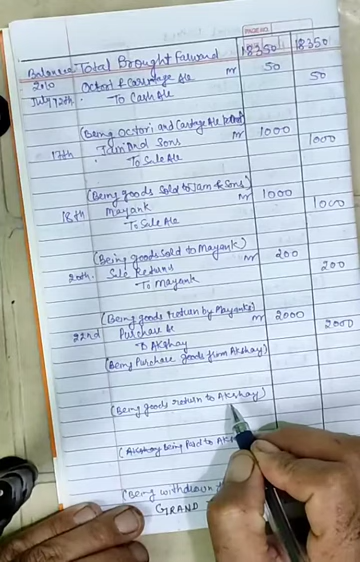 PAGE NO.
Balance Total Brought Forward 18350 18350
2010 Octori & Carrtage A/c Dr 50
July 12th To Cash A/c 50
(Being Octori and Cartage A/c
17th Jam and Sons Dr 1000
To Sale A/c 1000
(Being goods Sold to Jam & Sons)
18th Mayank Dr 1000
To Sale A/c 1000
(Being goods Sold to Mayank)
20th. Sale Returns Dr 200
To Mayank 200
(Being goods return by Mayank)
22nd Purchase Dr 2000
To Akshay 2000
(Being Purchase goods from Akshay)
(Being goods return to Akshay)
(Akshay Being Paid to
(Being withdrawn
GRAND